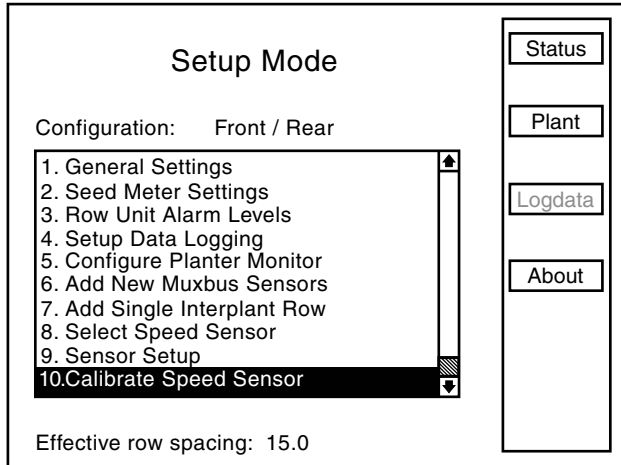 Setup Mode
Configuration: Front / Rear
1. General Settings
2. Seed Meter Settings
3. Row Unit Alarm Levels
4. Setup Data Logging
5. Configure Planter Monitor
6. Add New Muxbus Sensors
7. Add Single Interplant Row
8. Select Speed Sensor
9. Sensor Setup
10.Calibrate Speed Sensor
Effective row spacing: 15.0
Status
Plant
Logdata
About